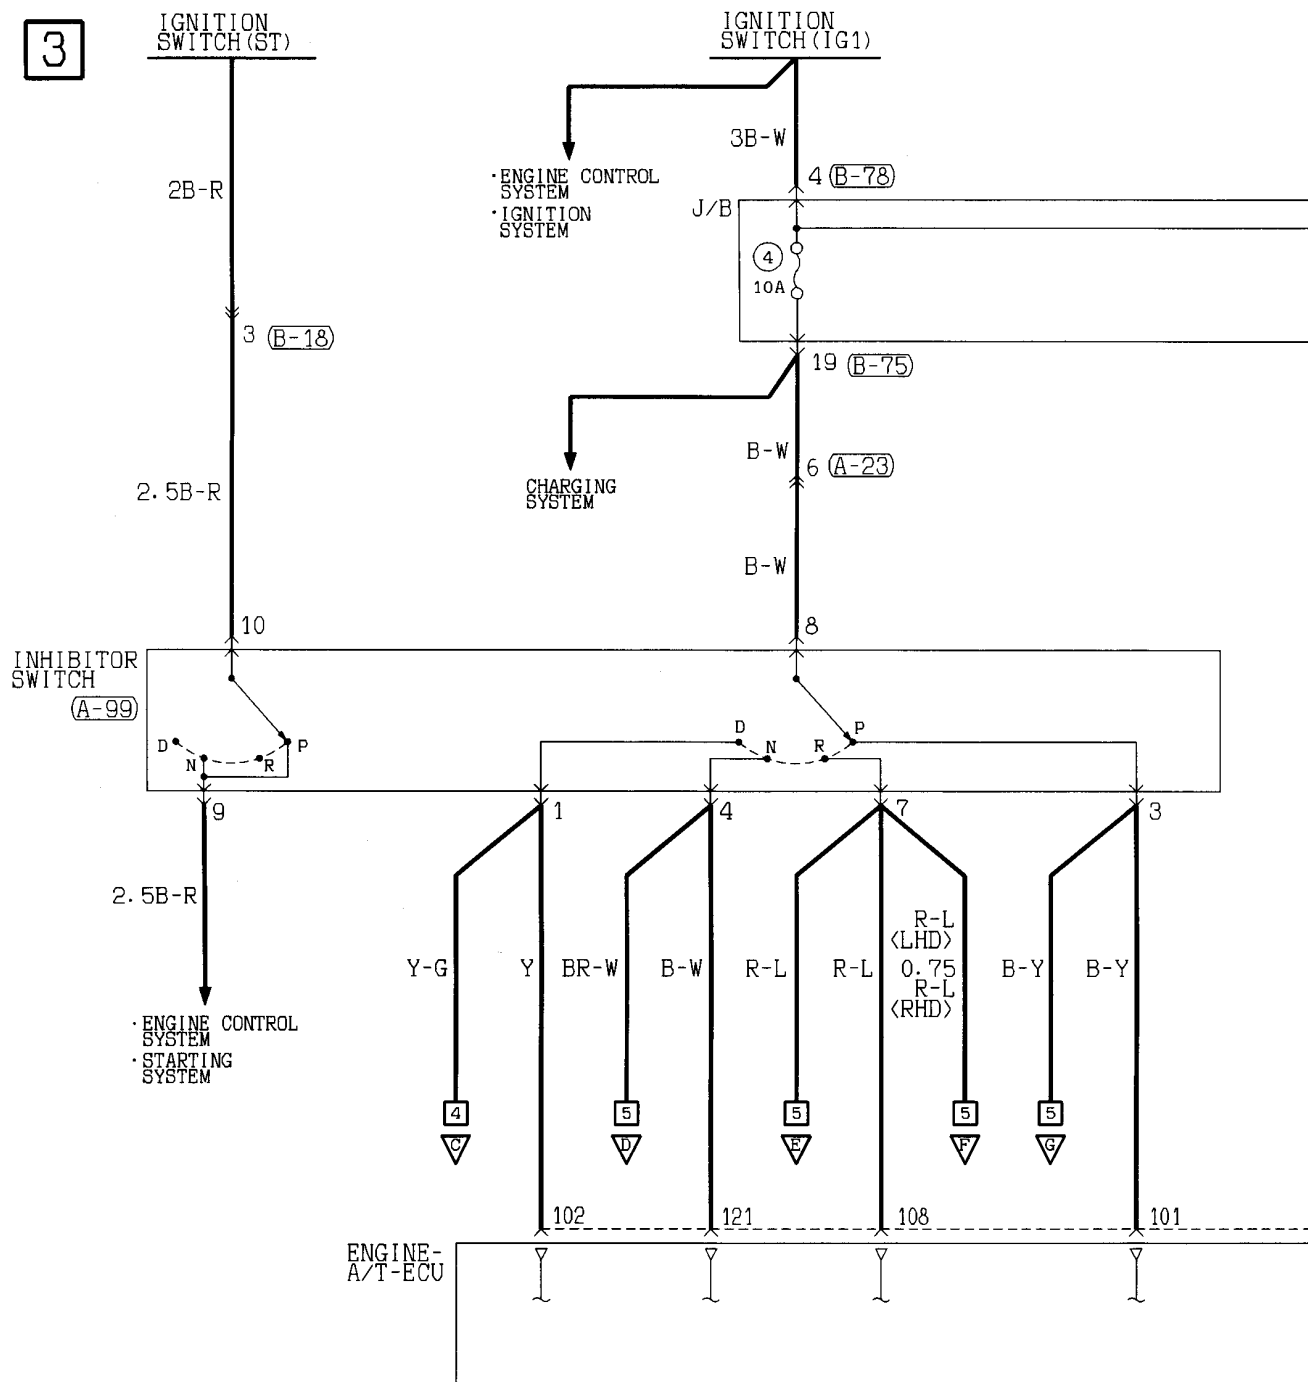 3
IGNITION
SWITCH(ST)
IGNITION
SWITCH(IG1)
2B-R
3B-W
·ENGINE CONTROL
SYSTEM
·IGNITION
SYSTEM
4 (B-78)
J/B
4
10A
3 (B-18)
19 (B-75)
2.5B-R
B-W
6 (A-23)
CHARGING
SYSTEM
B-W
10
8
INHIBITOR
SWITCH
(A-99)
D
N
R
P
D
N
R
P
9
1
4
7
3
2.5B-R
Y-G
Y
BR-W
B-W
R-L
R-L
R-L
<LHD>
0.75
R-L
<RHD>
B-Y
B-Y
·ENGINE CONTROL
SYSTEM
·STARTING
SYSTEM
4
5
5
5
5
C
D
E
F
G
102
121
108
101
ENGINE-
A/T-ECU